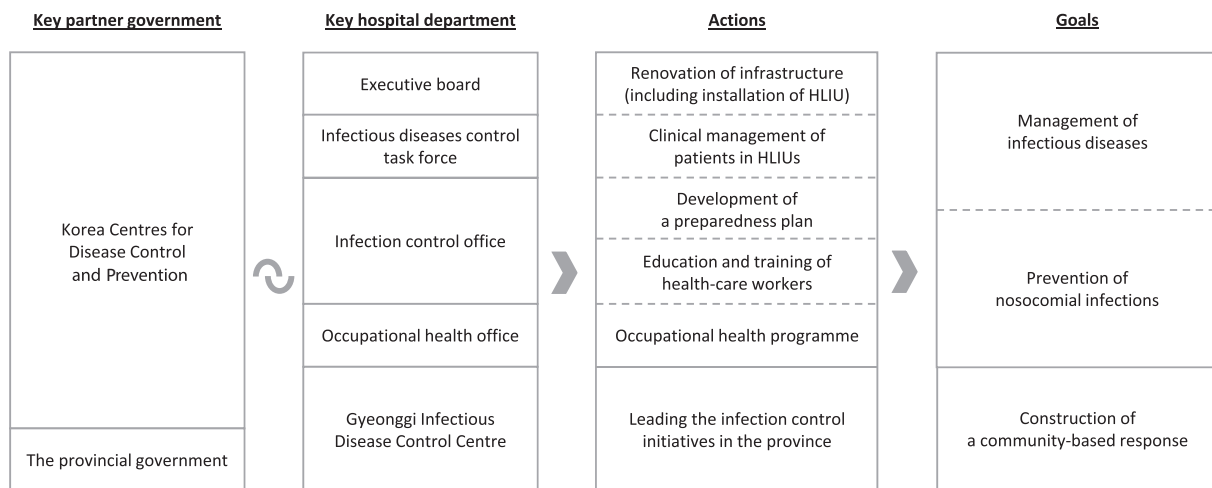 Key partner government
Korea Centres for
Disease Control
and Prevention
The provincial government
Key hospital department
Executive board
Infectious diseases control
task force
Infection control office
Occupational health office
Gyeonggi Infectious
Disease Control Centre
Actions
Renovation of infrastructure
(including installation of HLIU)
Clinical management of
patients in HLIUs
Development of
a preparedness plan
Education and training of
health-care workers
Occupational health programme
Leading the infection control
initiatives in the province
Goals
Management of
infectious diseases
Prevention of
nosocomial infections
Construction of
a community-based response